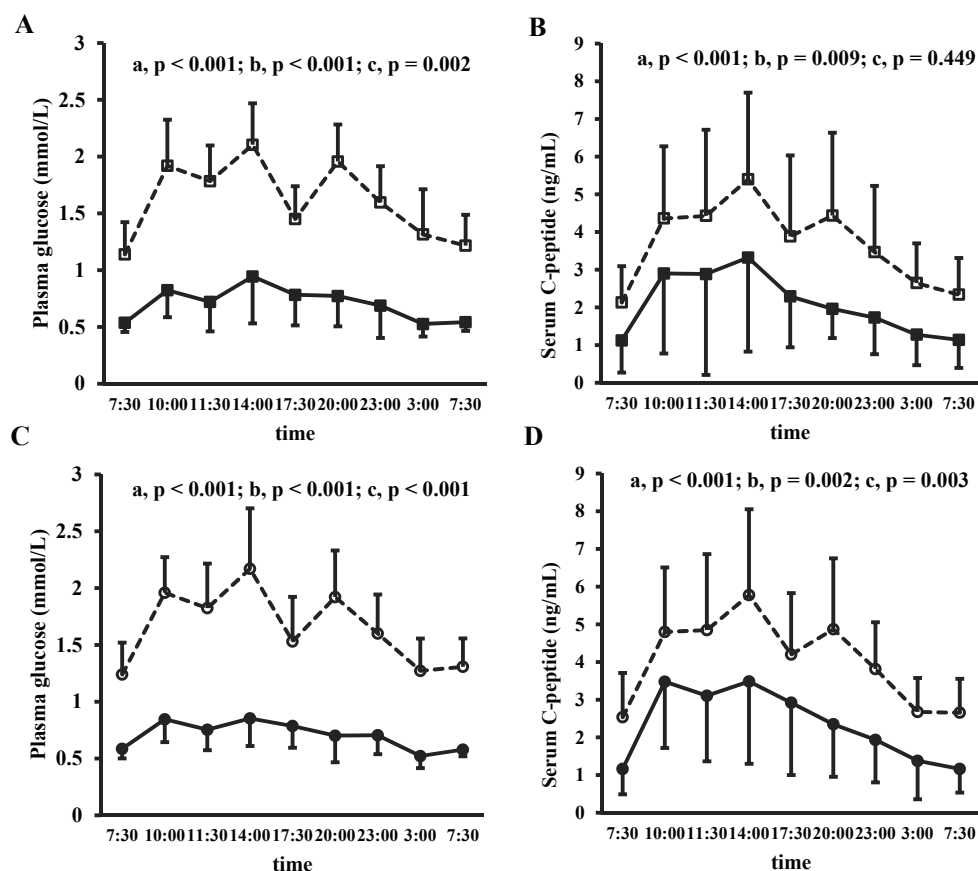 A
a, p < 0.001; b, p < 0.001; c, p = 0.002
Plasma glucose (mmol/L)
3
2.5
2
1.5
1
0.5
0
7:30 10:00 11:30 14:00 17:30 20:00 23:00 3:00 7:30
time
B
a, p < 0.001; b, p = 0.009; c, p = 0.449
Serum C-peptide (ng/mL)
9
8
7
6
5
4
3
2
1
0
7:30 10:00 11:30 14:00 17:30 20:00 23:00 3:00 7:30
time
C
a, p < 0.001; b, p < 0.001; c, p < 0.001
Plasma glucose (mmol/L)
3
2.5
2
1.5
1
0.5
0
7:30 10:00 11:30 14:00 17:30 20:00 23:00 3:00 7:30
time
D
a, p < 0.001; b, p = 0.002; c, p = 0.003
Serum C-peptide (ng/mL)
9
8
7
6
5
4
3
2
1
0
7:30 10:00 11:30 14:00 17:30 20:00 23:00 3:00 7:30
time